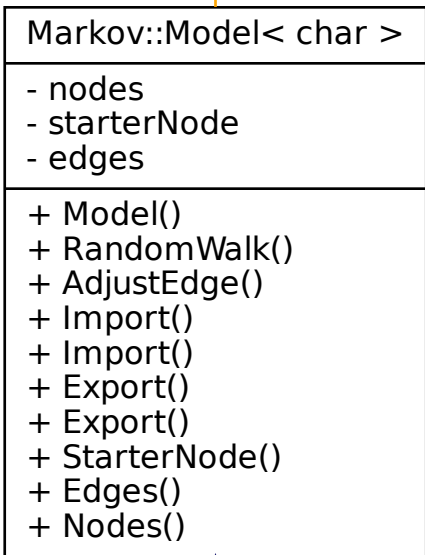 Markov::Model< char >
- nodes
- starterNode
- edges
+ Model()
+ RandomWalk()
+ AdjustEdge()
+ Import()
+ Import()
+ Export()
+ Export()
+ StarterNode()
+ Edges()
+ Nodes()